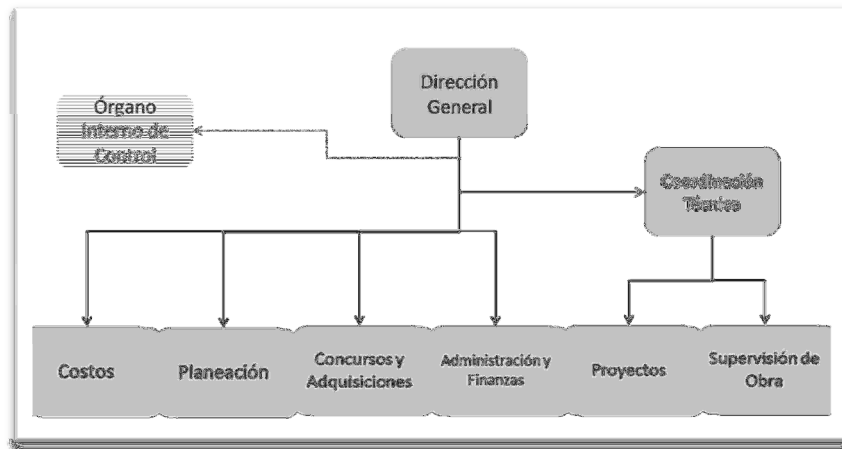 Dirección
General
Órgano
Interno de
Control
Coordinación
Técnica
Costos
Planeación
Concursos y
Adquisiciones
Administración y
Finanzas
Proyectos
Supervisión de
Obra